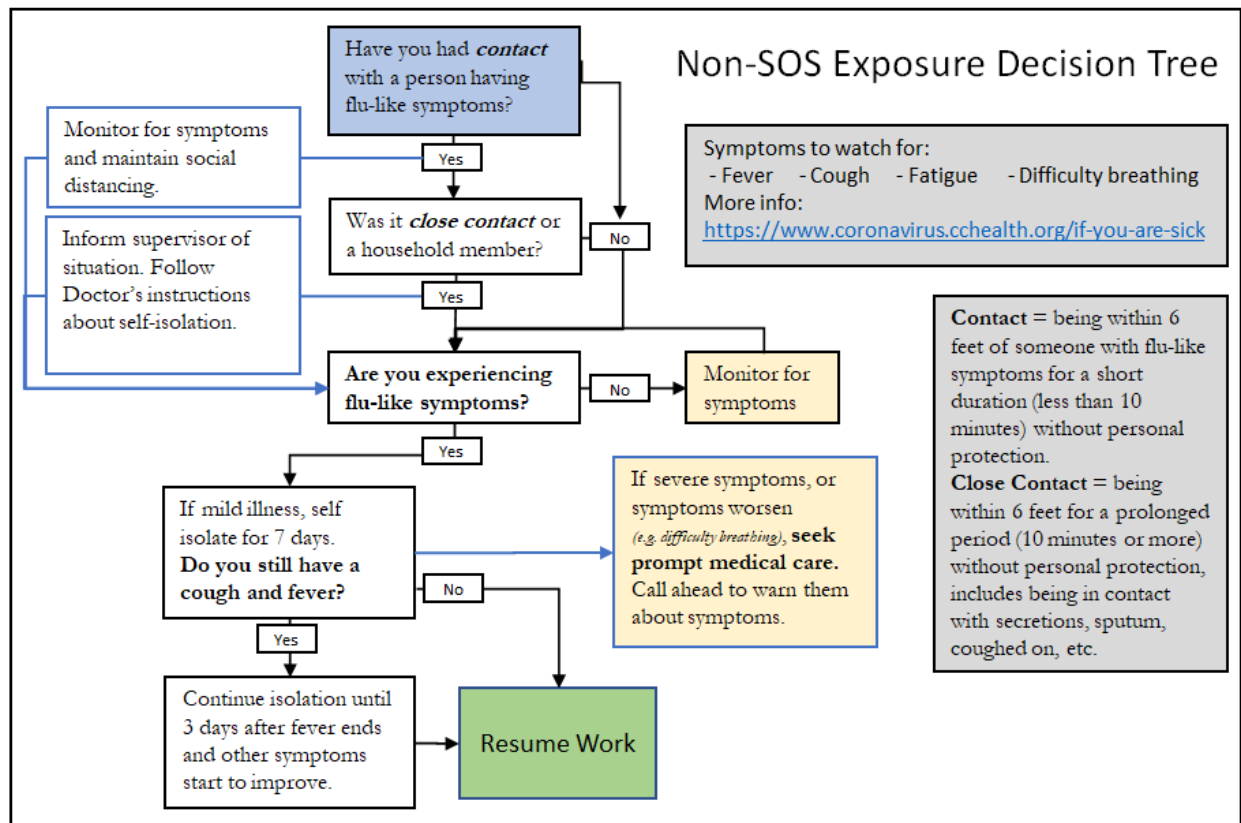 Non-SOS Exposure Decision Tree
Have you had contact
with a person having
flu-like symptoms?
Monitor for symptoms
and maintain social
distancing.
Yes
Symptoms to watch for:
- Fever - Cough - Fatigue - Difficulty breathing
More info:
https://www.coronavirus.cchealth.org/if-you-are-sick
Was it close contact or
a household member?
No
Inform supervisor of
situation. Follow
Doctor's instructions
about self-isolation.
Yes
Are you experiencing
flu-like symptoms?
No
Monitor for
symptoms
Contact = being within 6
feet of someone with flu-like
symptoms for a short
duration (less than 10
minutes) without personal
protection.
Close Contact = being
within 6 feet for a prolonged
period (10 minutes or more)
without personal protection,
includes being in contact
with secretions, sputum,
coughed on, etc.
Yes
If mild illness, self
isolate for 7 days.
Do you still have a
cough and fever?
If severe symptoms, or
symptoms worsen
(e.g. difficulty breathing), seek
prompt medical care.
Call ahead to warn them
about symptoms.
No
Yes
Continue isolation until
3 days after fever ends
and other symptoms
start to improve.
Resume Work